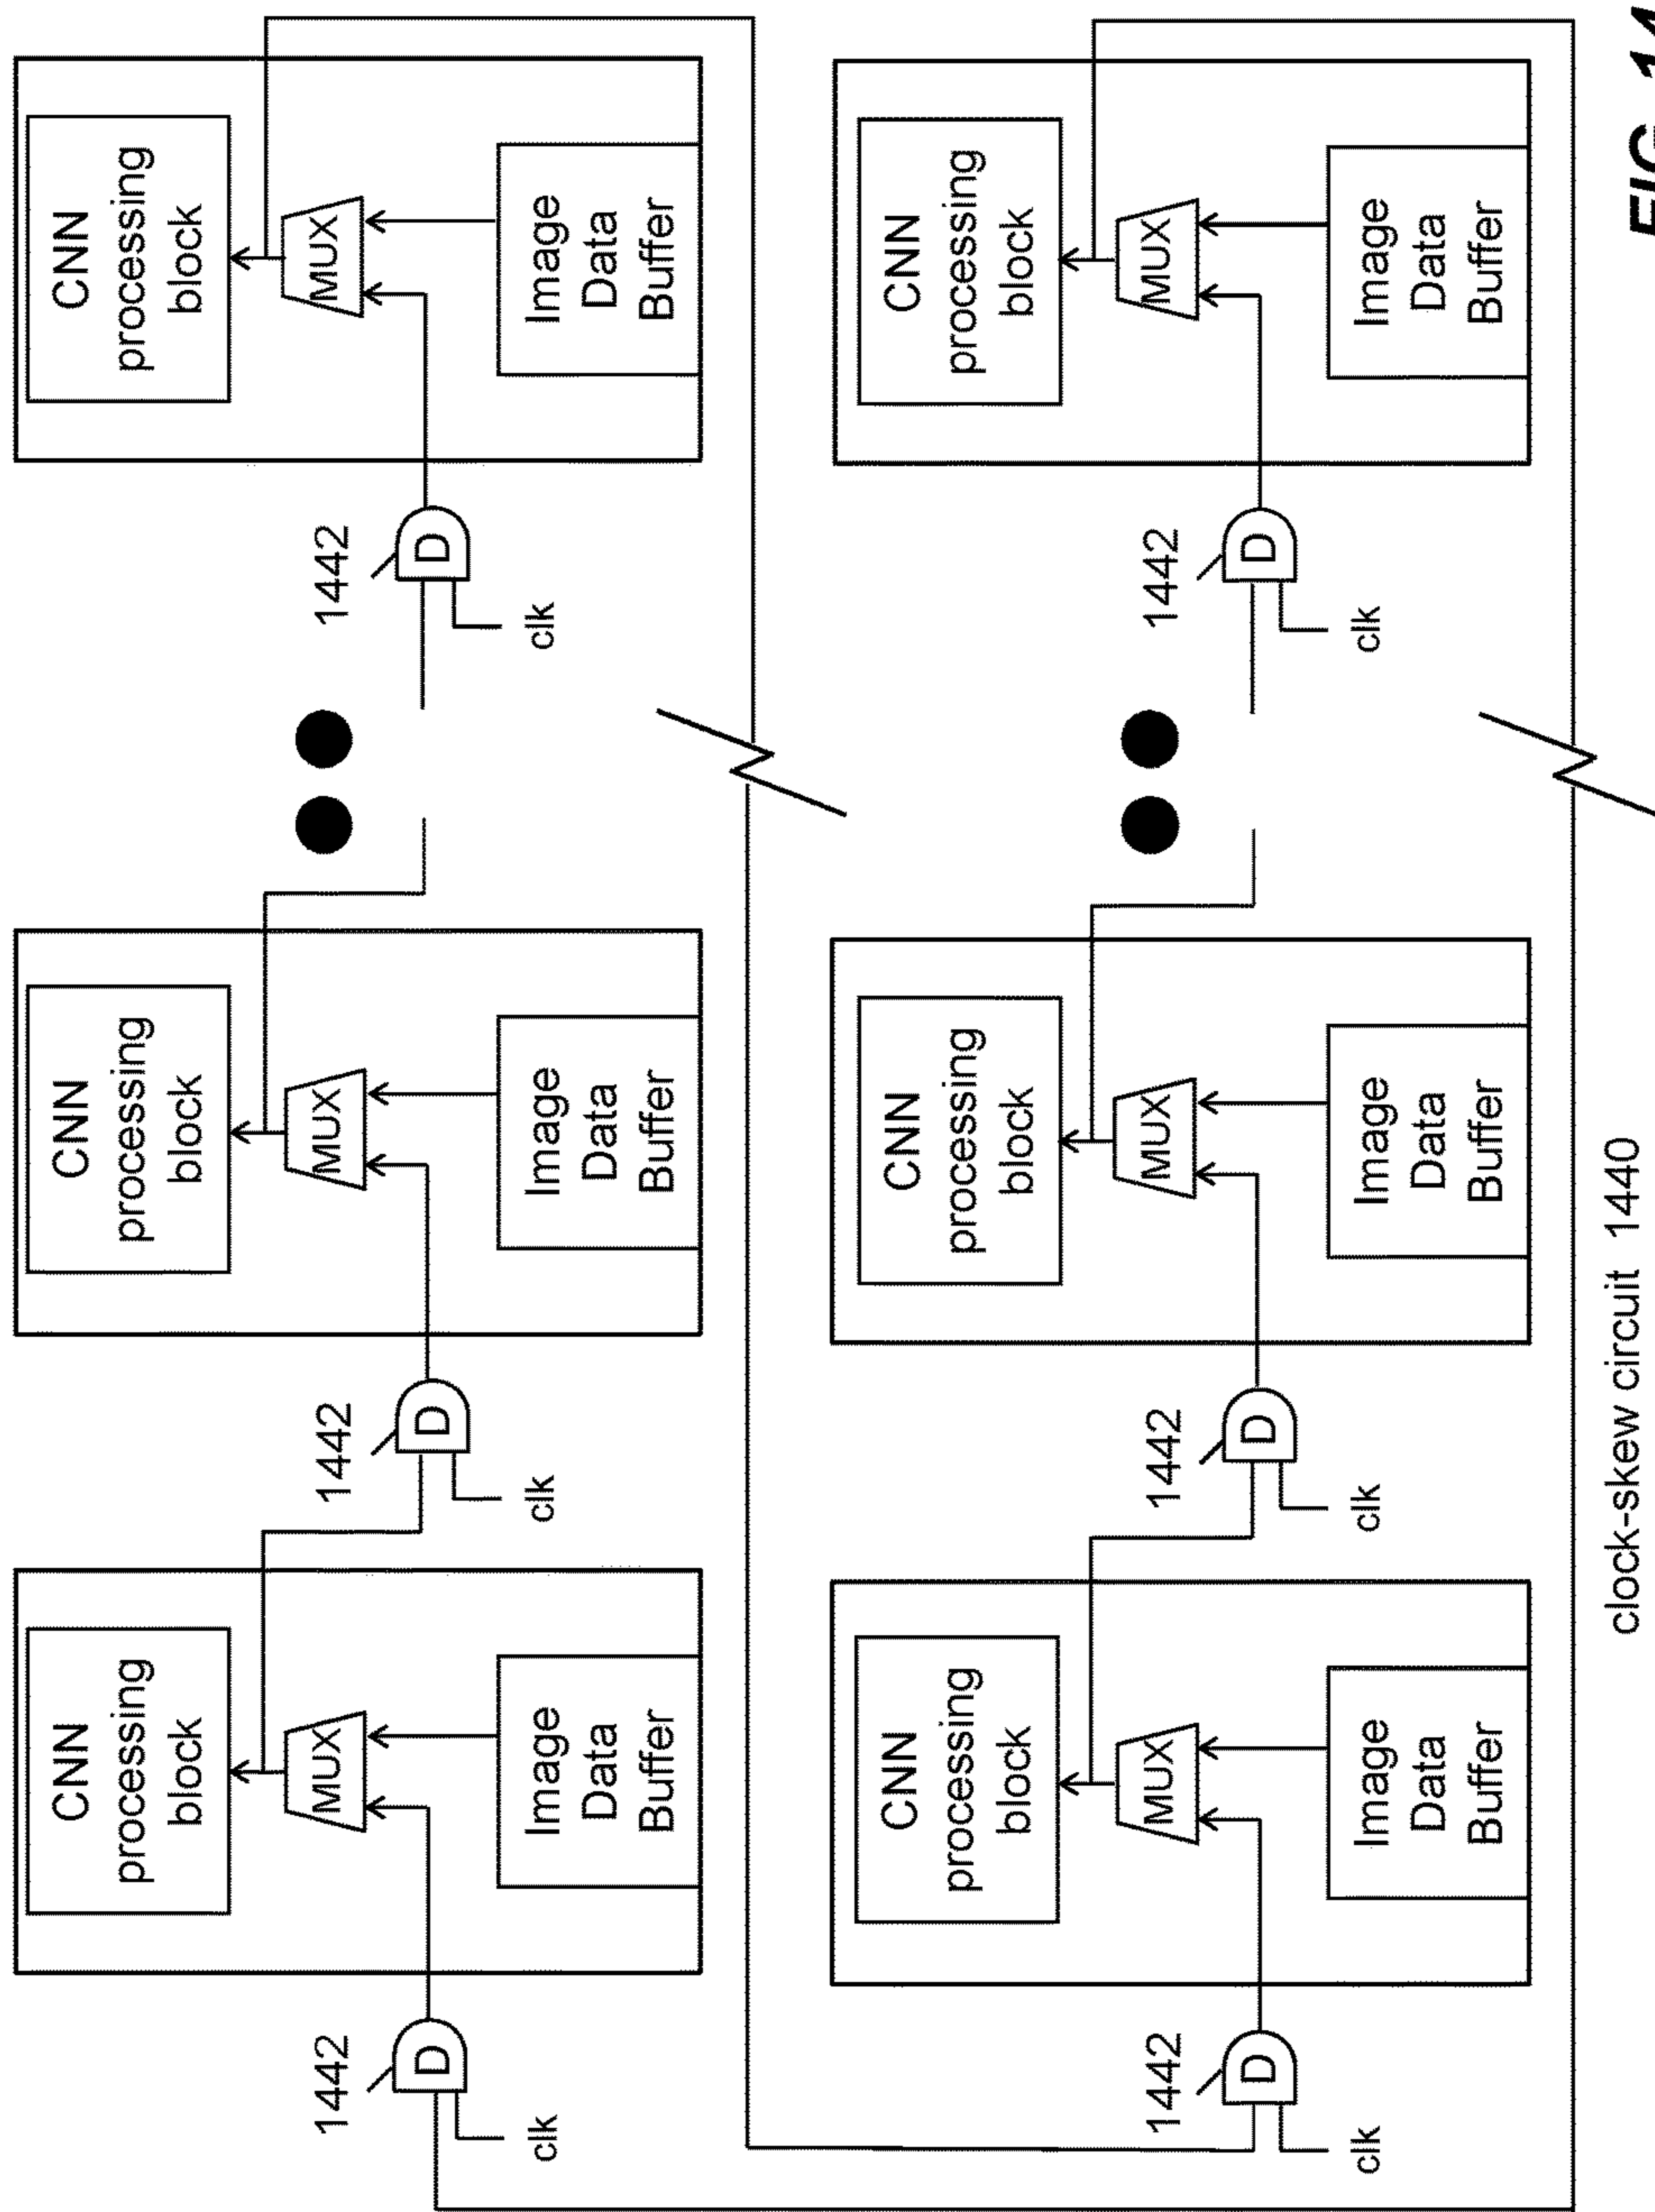 CNN
processing
block
MUX
Image
Data
Buffer
1442
D
clk
CNN
processing
block
MUX
Image
Data
Buffer
1442
D
clk
CNN
processing
block
MUX
Image
Data
Buffer
1442
D
clk
CNN
processing
block
MUX
Image
Data
Buffer
1442
D
clk
CNN
processing
block
MUX
Image
Data
Buffer
1442
D
clk
CNN
processing
block
MUX
Image
Data
Buffer
1442
D
clk
clock-skew circuit 1440
FIG. 14